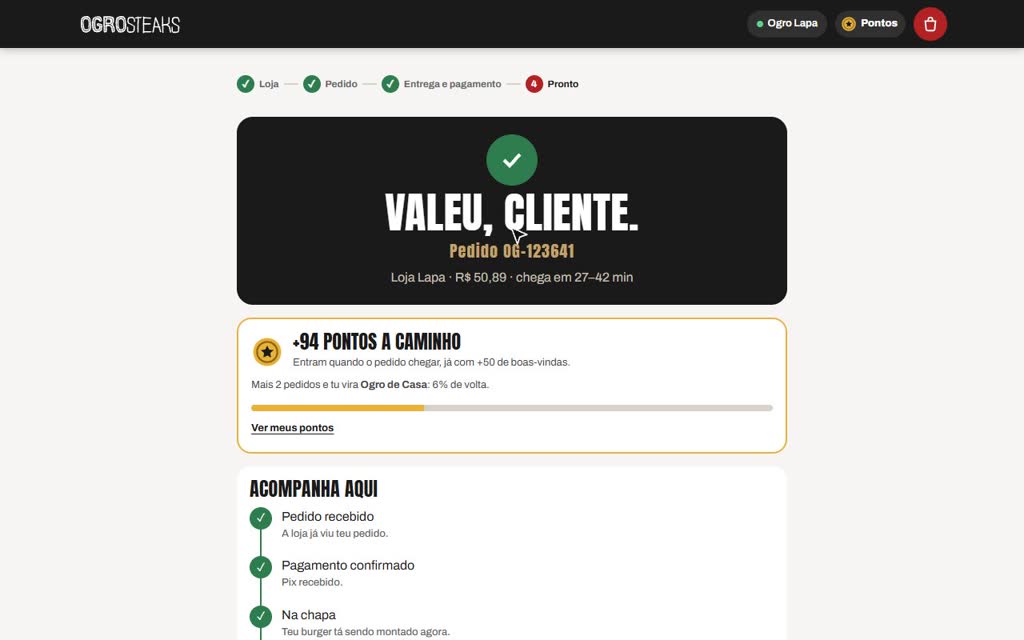 OGROSTEAKS
Ogro Lapa
Pontos
Loja
Pedido
Entrega e pagamento
4 Pronto
VALEU, CLIENTE.
Pedido OG-123641
Loja Lapa · R$ 50,89 · chega em 27–42 min
+94 PONTOS A CAMINHO
Entram quando o pedido chegar, já com +50 de boas-vindas.
Mais 2 pedidos e tu vira Ogro de Casa: 6% de volta.
Ver meus pontos
ACOMPANHA AQUI
Pedido recebido
A loja já viu teu pedido.
Pagamento confirmado
Pix recebido.
Na chapa
Teu burger tá sendo montado agora.